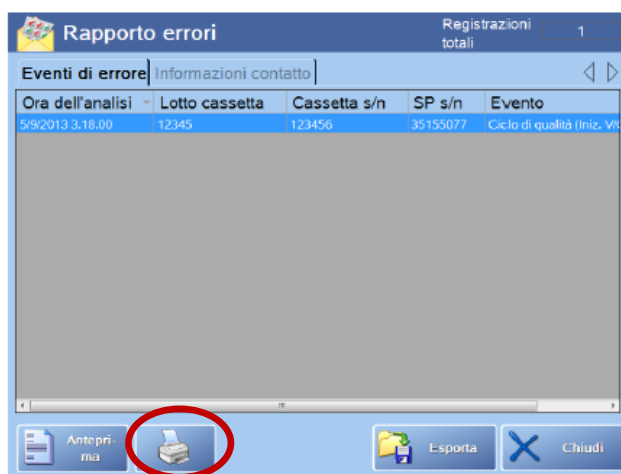 Rapporto errori
Registrazioni
totali
1
Eventi di errore Informazioni contatto
Ora dell'analisi Lotto cassetta Cassetta s/n SP s/n Evento
5/9/2013 3.18.00 12345 123456 35155077 Ciclo di qualità (Iniz.
Antepri-
ma
Esporta
Chiudi